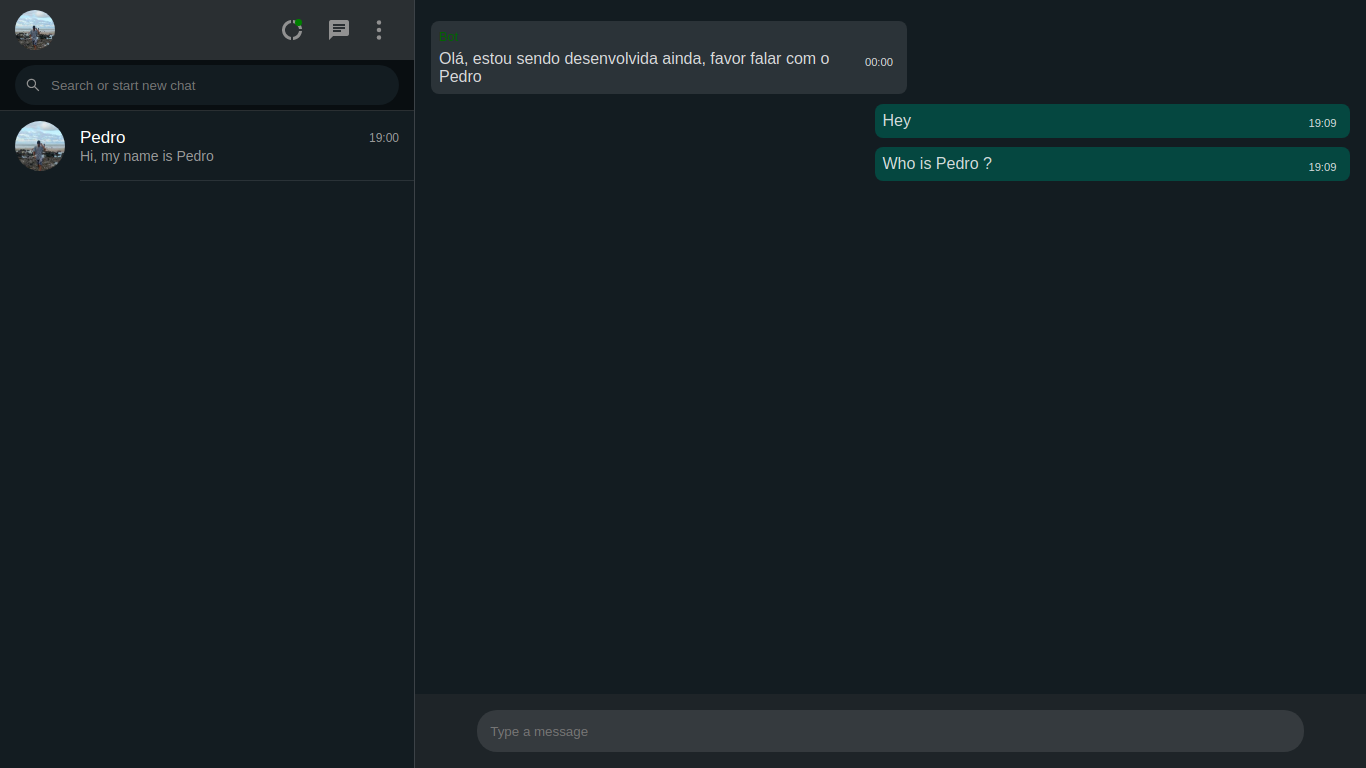 Search or start new chat
Pedro
19:00
Hi, my name is Pedro
Bot
Olá, estou sendo desenvolvida ainda, favor falar com o
Pedro
00:00
Hey
19:09
Who is Pedro ?
19:09
Type a message